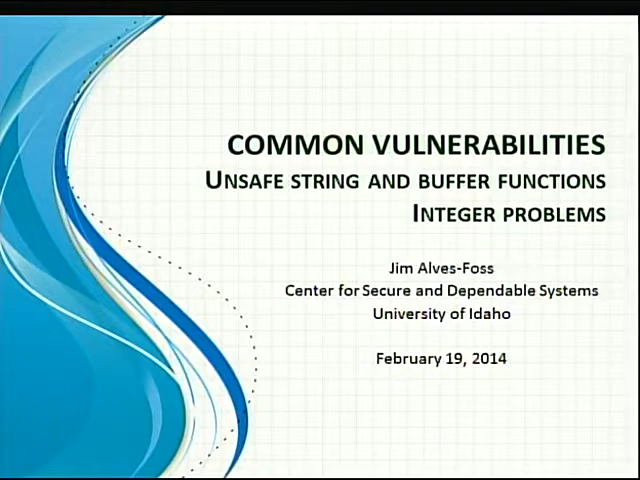 COMMON VULNERABILITIES
UNSAFE STRING AND BUFFER FUNCTIONS
INTEGER PROBLEMS
Jim Alves-Foss
Center for Secure and Dependable Systems
University of Idaho
February 19, 2014